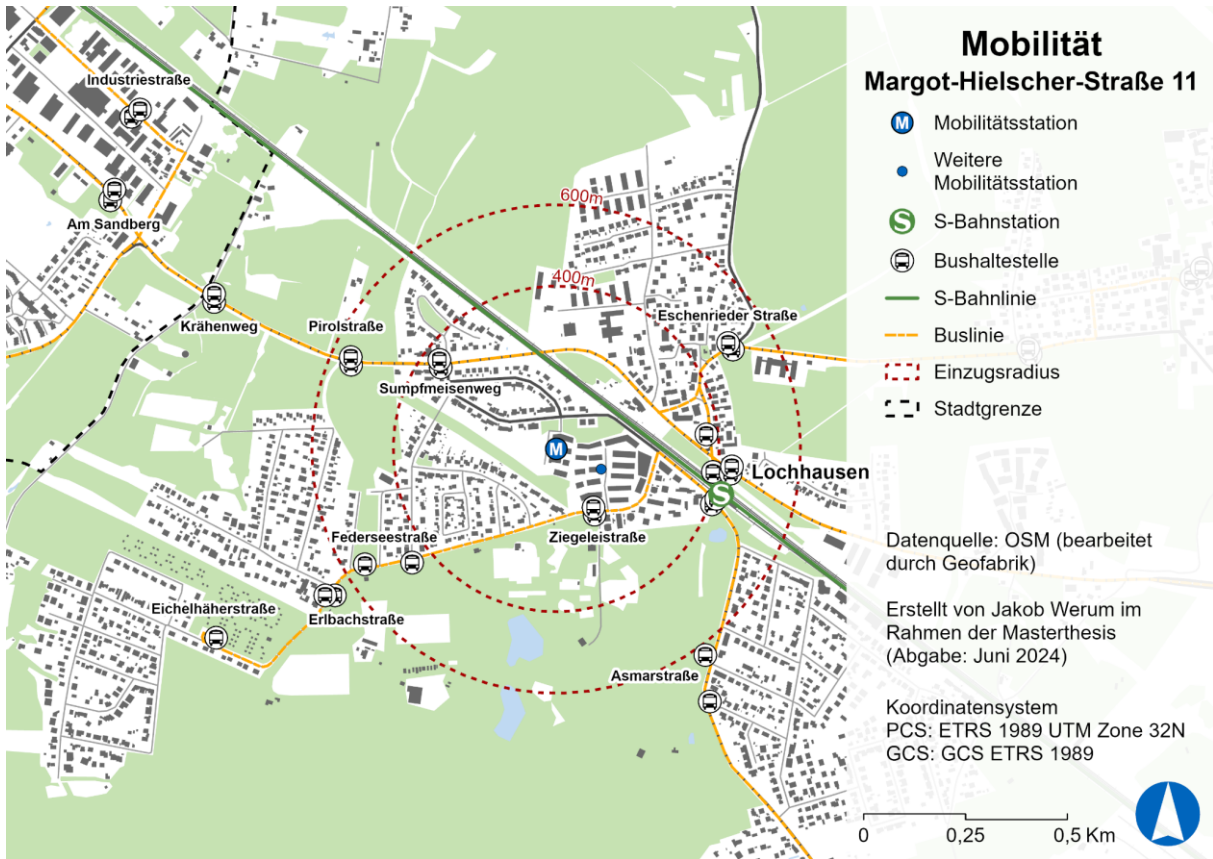 Mobilität
Margot-Hielscher-Straße 11
M
Mobilitätsstation
Weitere
Mobilitätsstation
S
S-Bahnstation
Bushaltestelle
S-Bahnlinie
Buslinie
Einzugsradius
Stadtgrenze
Industriestraße
Am Sandberg
Krähenweg
Pirolstraße
Sumpfmeisenweg
600m
400m
Eschenrieder Straße
M
Lochhausen
S
Federseestraße
Ziegeleistraße
Eichelhäherstraße
Erlbachstraße
Asmarstraße
Datenquelle: OSM (bearbeitet
durch Geofabrik)
Erstellt von Jakob Werum im
Rahmen der Masterthesis
(Abgabe: Juni 2024)
Koordinatensystem
PCS: ETRS 1989 UTM Zone 32N
GCS: GCS ETRS 1989
0 0,25 0,5 Km